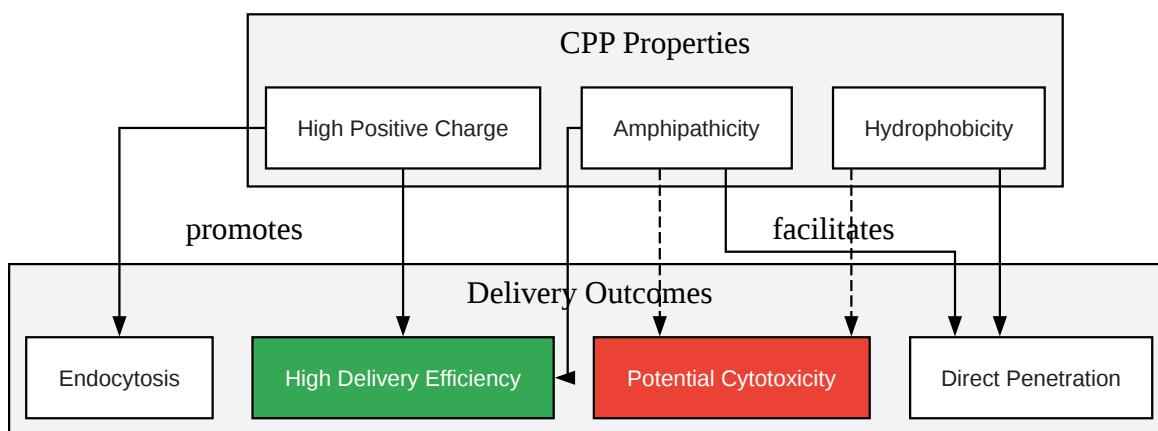 CPP Properties
High Positive Charge
Amphipathicity
Hydrophobicity
promotes
facilitates
Delivery Outcomes
Endocytosis
High Delivery Efficiency
Potential Cytotoxicity
Direct Penetration